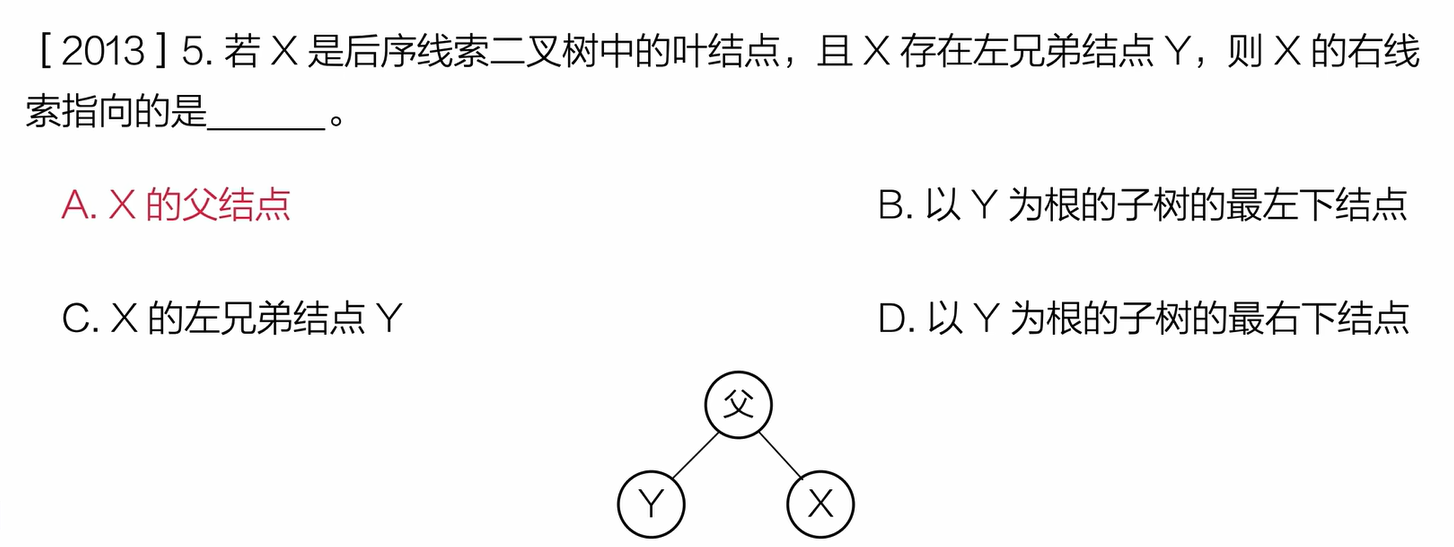 [ 2013 ] 5. 若 X 是后序线索二叉树中的叶结点，且 X 存在左兄弟结点 Y，则 X 的右线
索指向的是______。
A. X 的父结点
B. 以 Y 为根的子树的最左下结点
C. X 的左兄弟结点 Y
D. 以 Y 为根的子树的最右下结点
父
Y
X